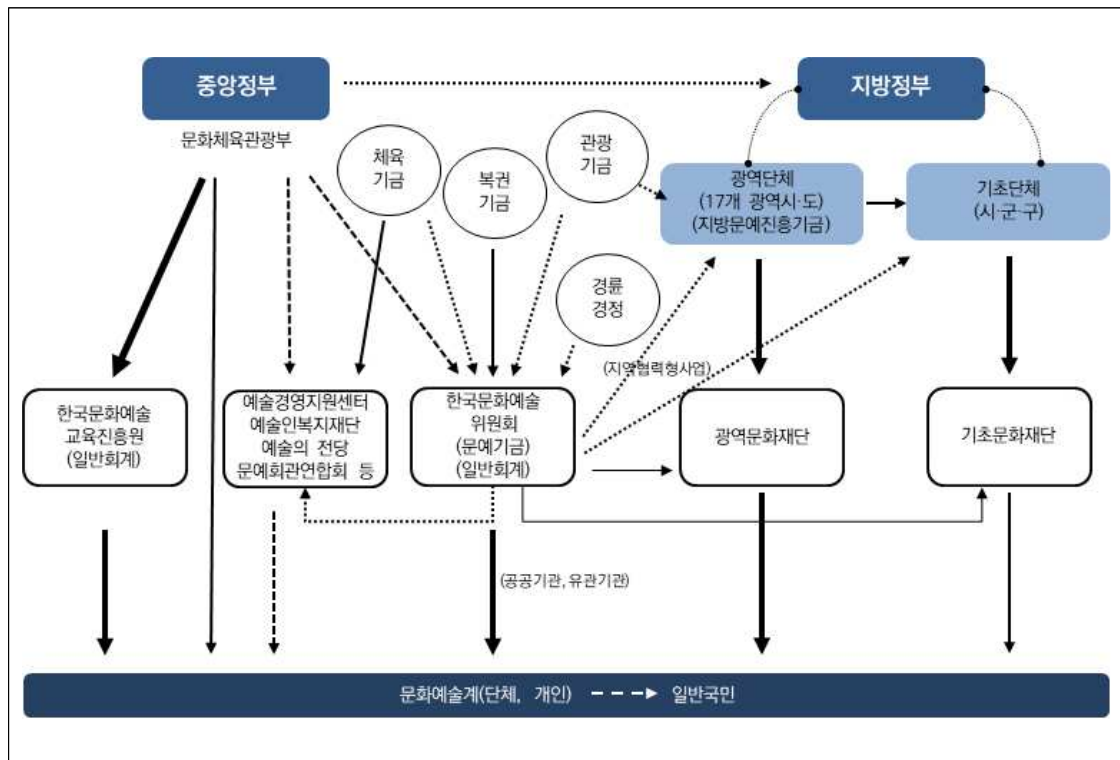 중앙정부
지방정부
문화체육관광부
체육
기금
복권
기금
관광
기금
광역단체
(17개 광역시·도)
(지방문예진흥기금)
기초단체
(시·군·구)
경륜
경정
(지역협력형사업)
한국문화예술
교육진흥원
(일반회계)
예술경영지원센터
예술인복지재단
예술의 전당
문예회관연합회 등
한국문화예술
위원회
(문예기금)
(일반회계)
광역문화재단
기초문화재단
(공공기관, 유관기관)
문화예술계(단체, 개인) 일반국민